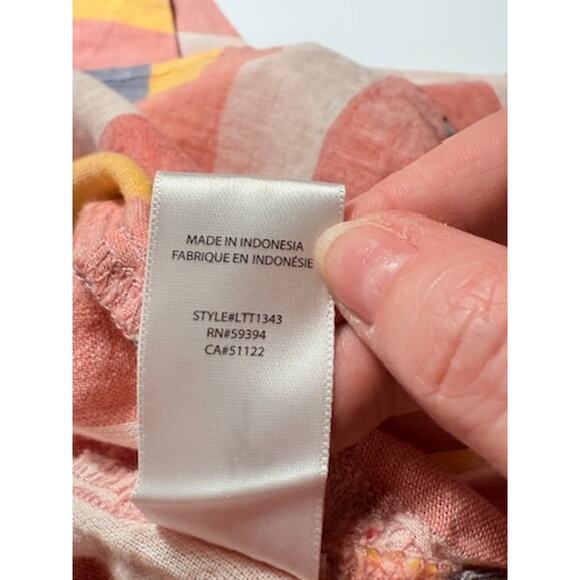 MADE IN INDONESIA
FABRIQUE EN INDONÉSIE
STYLE#LTT1343
RN#59394
CA#51122